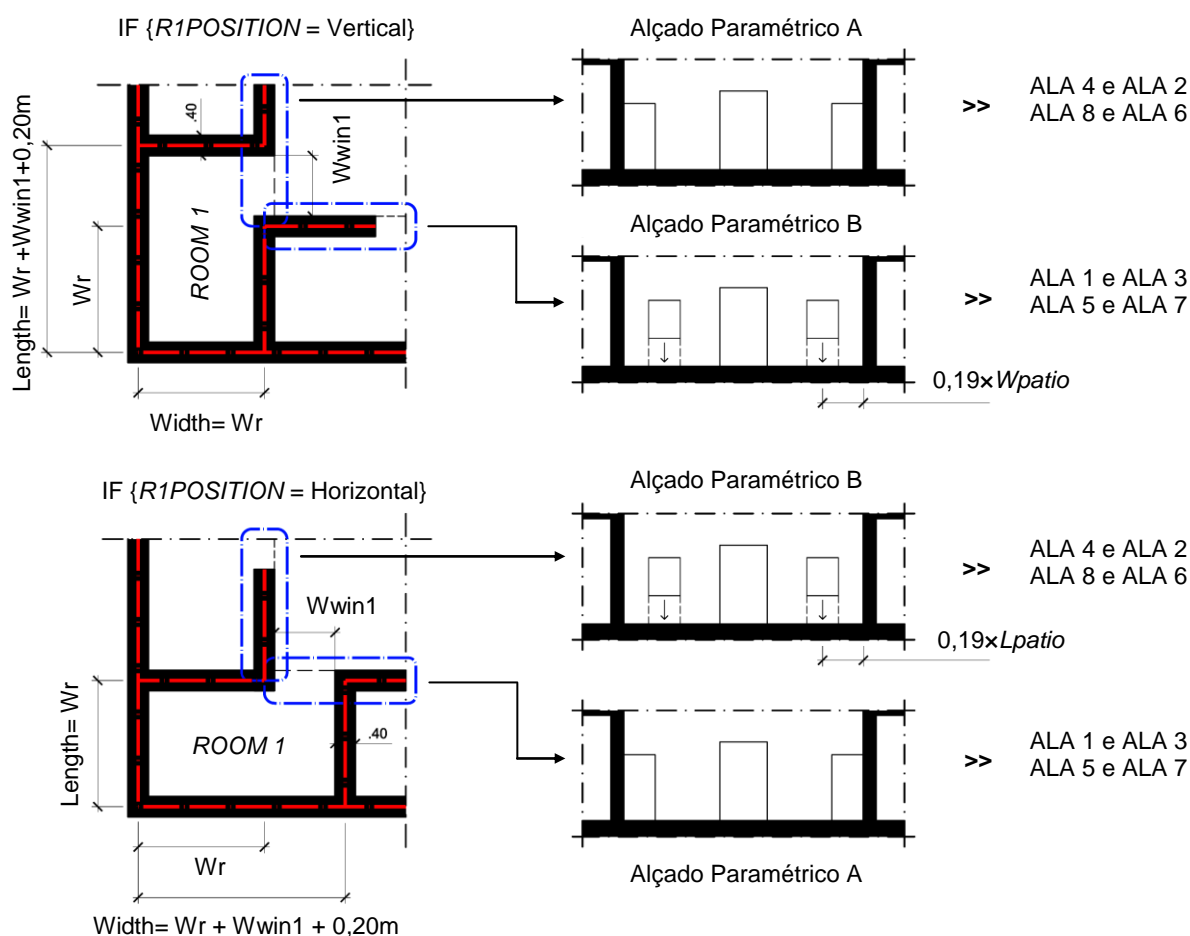 IF {R1POSITION = Vertical}
Alçado Paramétrico A
.40
Wwin1
Length= Wr +Wwin1+0,20m
Wr
ROOM 1
Width= Wr
>>
ALA 4 e ALA 2
ALA 8 e ALA 6
Alçado Paramétrico B
>>
ALA 1 e ALA 3
ALA 5 e ALA 7
0,19×Wpatio
IF {R1POSITION = Horizontal}
Alçado Paramétrico B
Wwin1
Length= Wr
ROOM 1
.40
Wr
Width= Wr + Wwin1 + 0,20m
>>
ALA 4 e ALA 2
ALA 8 e ALA 6
0,19×Lpatio
>>
ALA 1 e ALA 3
ALA 5 e ALA 7
Alçado Paramétrico A